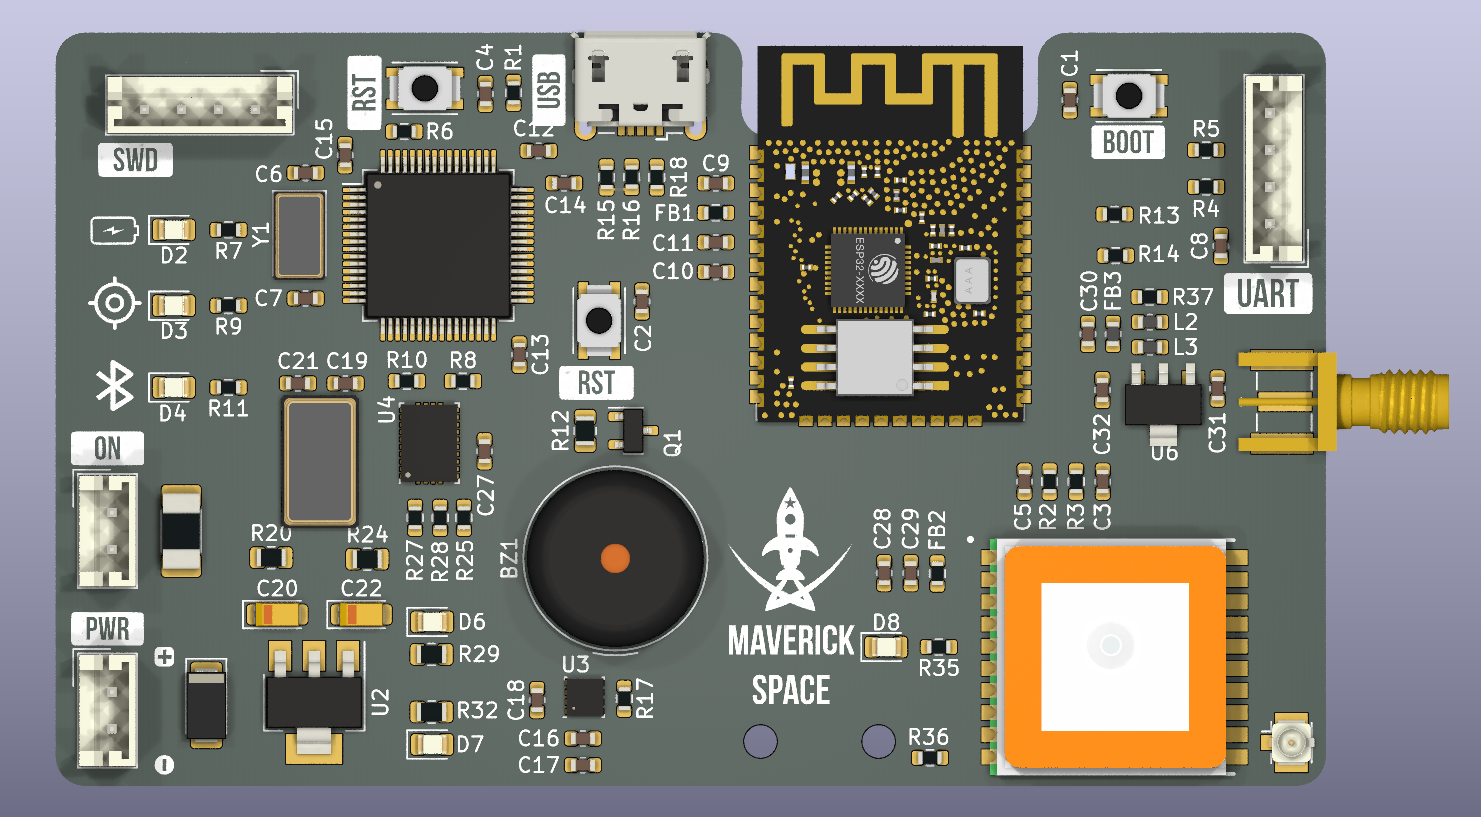 SWD
C15
RST
R6
C4
R1
USB
C12
C1
BOOT
R5
R4
C8
UART
C6
Y1
C7
D2
R7
D3
R9
D4
R11
C14
R15
R16
R18
C9
FB1
C11
C10
ESP32-XXXX
AAA
R13
R14
C30
FB3
R37
L2
L3
C2
RST
C13
C21
C19
R10
R8
U4
R12
Q1
C32
U6
C31
ON
C27
R20
R24
R27
R28
R25
BZ1
C5
R2
R3
C3
C28
C29
FB2
C20
C22
PWR
+
-
D6
R29
U2
R32
D7
U3
C18
R17
C16
C17
MAVERICK
SPACE
D8
R35
R36